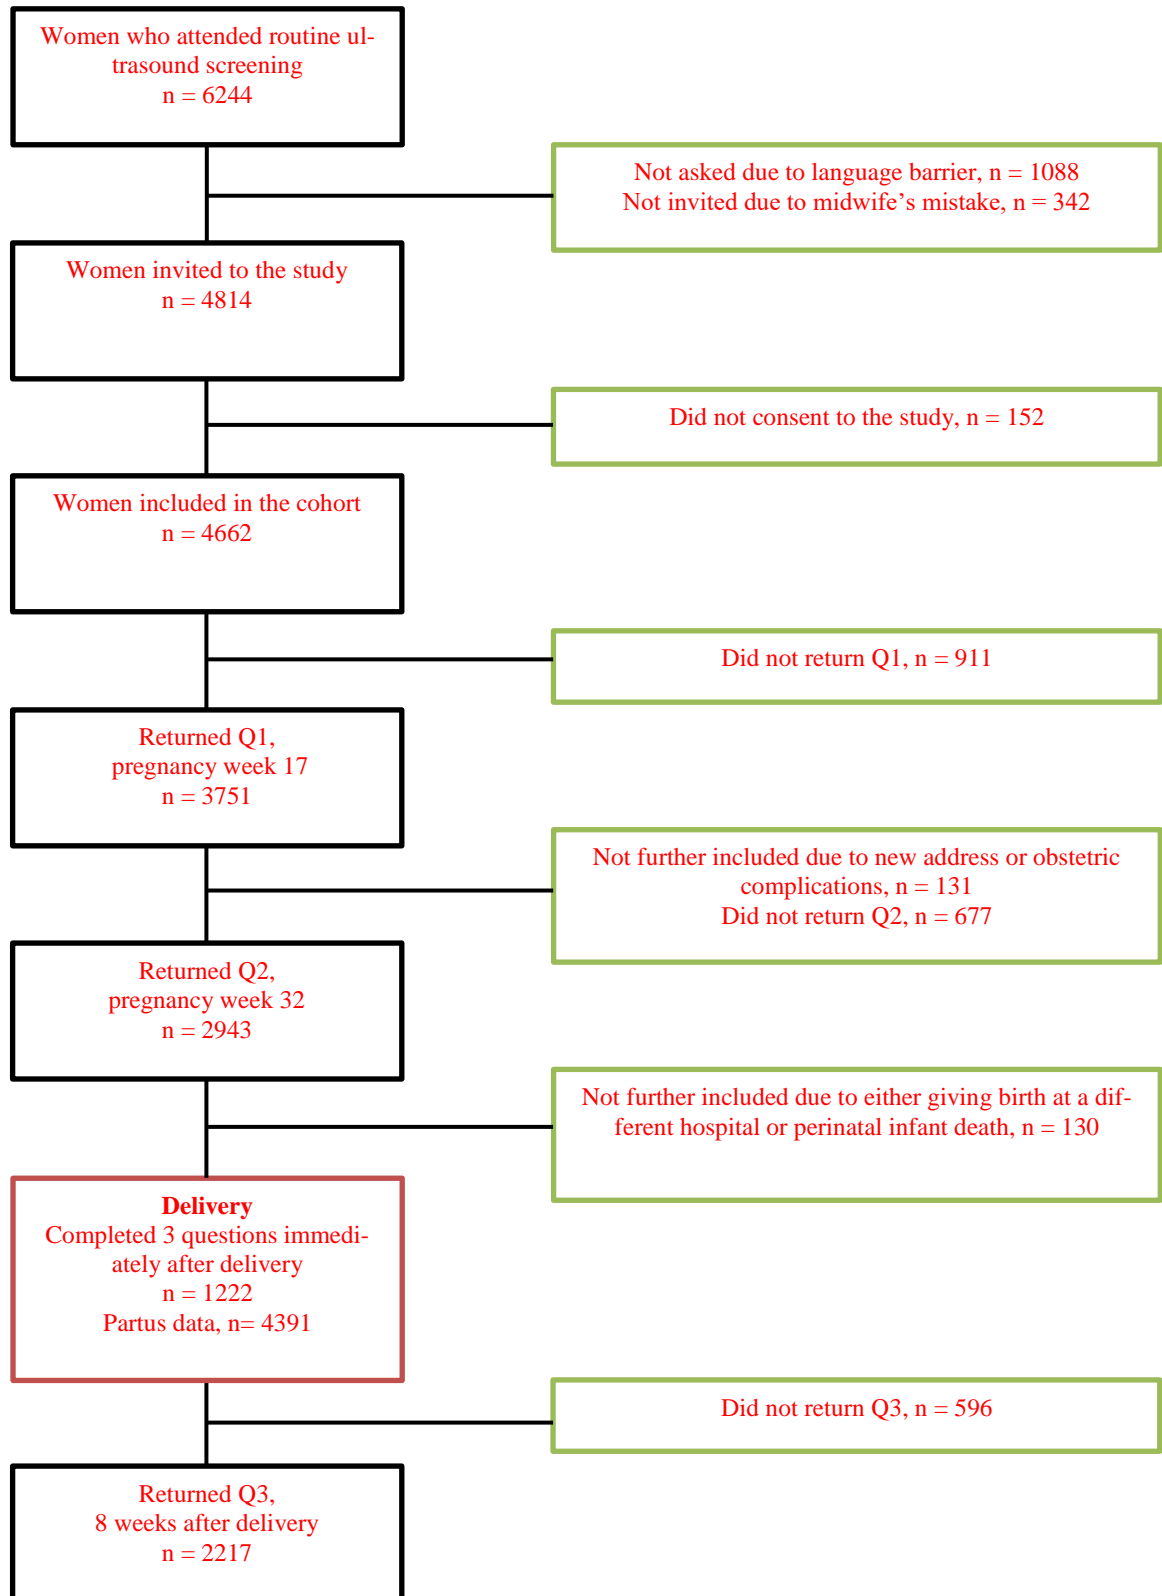 Women who attended routine ul-
trasound screening
n = 6244
Not asked due to language barrier, n = 1088
Not invited due to midwife’s mistake, n = 342
Women invited to the study
n = 4814
Did not consent to the study, n = 152
Women included in the cohort
n = 4662
Did not return Q1, n = 911
Returned Q1,
pregnancy week 17
n = 3751
Not further included due to new address or obstetric
complications, n = 131
Did not return Q2, n = 677
Returned Q2,
pregnancy week 32
n = 2943
Not further included due to either giving birth at a dif-
ferent hospital or perinatal infant death, n = 130
Delivery
Completed 3 questions immedi-
ately after delivery
n = 1222
Partus data, n= 4391
Did not return Q3, n = 596
Returned Q3,
8 weeks after delivery
n = 2217